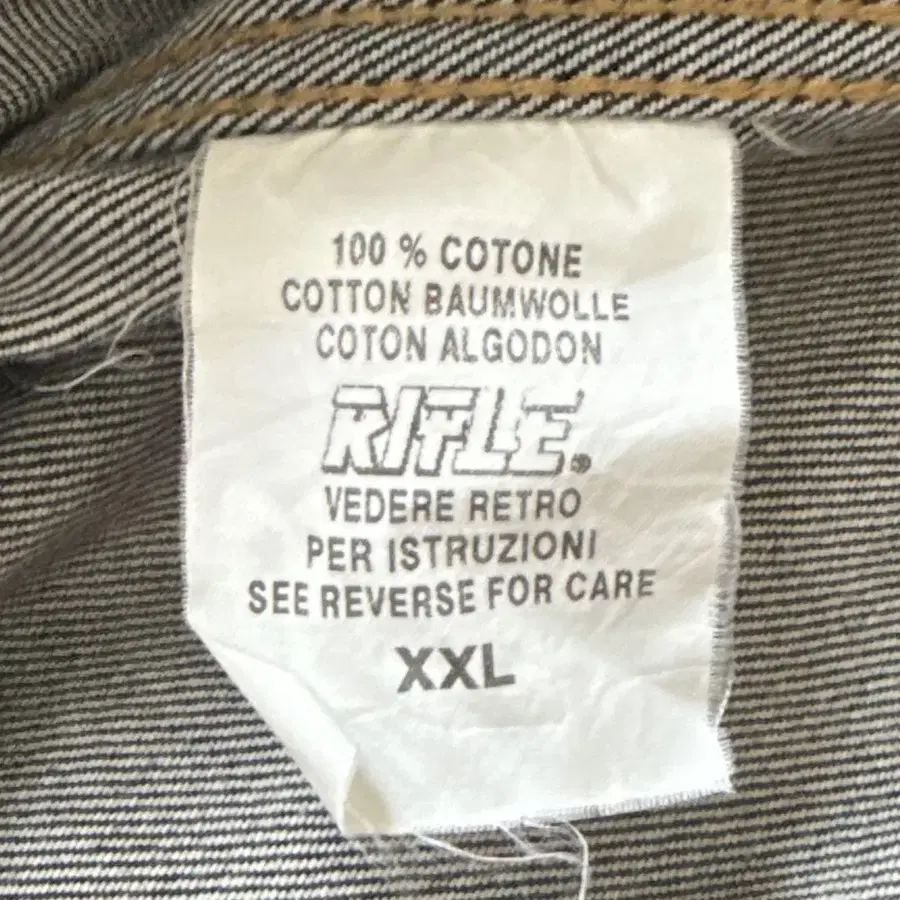 100 % COTONE
COTTON BAUMWOLLE
COTON ALGODON
RIFLE®
VEDERE RETRO
PER ISTRUZIONI
SEE REVERSE FOR CARE
XXL